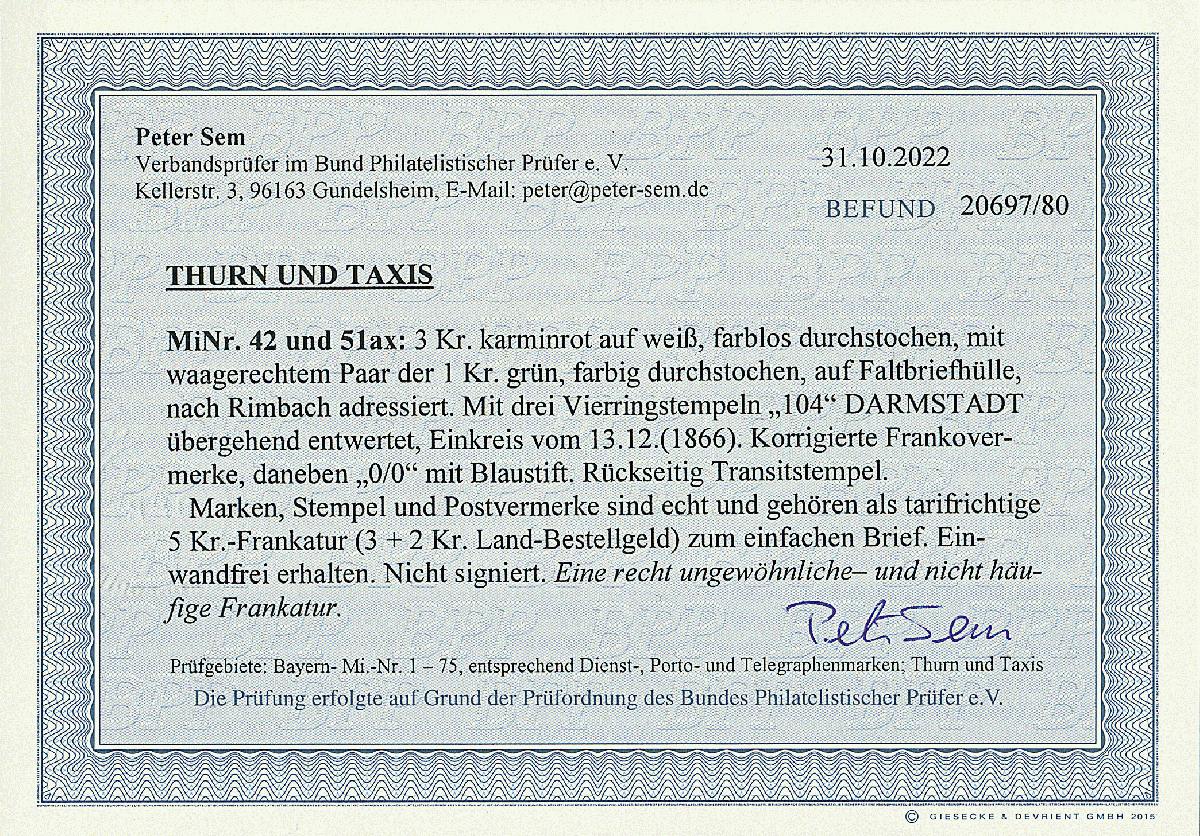 Peter Sem
Verbandsprüfer im Bund Philatelistischer Prüfer e. V.
Kellerstr. 3, 96163 Gundelsheim, E-Mail: peter@peter-sem.de
31.10.2022
BEFUND 20697/80
THURN UND TAXIS
MiNr. 42 und 51ax: 3 Kr. karminrot auf weiß, farblos durchstochen, mit
waagerechtem Paar der 1 Kr. grün, farbig durchstochen, auf Faltbriefhülle,
nach Rimbach adressiert. Mit drei Vierringstempeln „104“ DARMSTADT
übergehend entwertet, Einkreis vom 13.12.(1866). Korrigierte Frankover-
merke, daneben „0/0“ mit Blaustift. Rückseitig Transitstempel.
Marken, Stempel und Postvermerke sind echt und gehören als tarifrichtige
5 Kr.-Frankatur (3 + 2 Kr. Land-Bestellgeld) zum einfachen Brief. Ein-
wandfrei erhalten. Nicht signiert. Eine recht ungewöhnliche– und nicht häu-
fige Frankatur.
Peter Sem
Prüfgebiete: Bayern- Mi.-Nr. 1 – 75, entsprechend Dienst-, Porto- und Telegraphenmarken; Thurn und Taxis
Die Prüfung erfolgte auf Grund der Prüfordnung des Bundes Philatelistischer Prüfer e.V.
© GIESECKE & DEVRIENT GMBH 2015